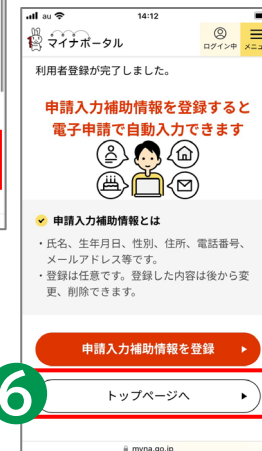 au 14:12
マイナポータル
ログイン中 メニュ
利用者登録が完了しました。
申請入力補助情報を登録すると
電子申請で自動入力できます
申請入力補助情報とは
・氏名、生年月日、性別、住所、電話番号、
メールアドレス等です。
・登録は任意です。登録した内容は後から変
更、削除できます。
申請入力補助情報を登録
6
トップページへ
myna.go.jp